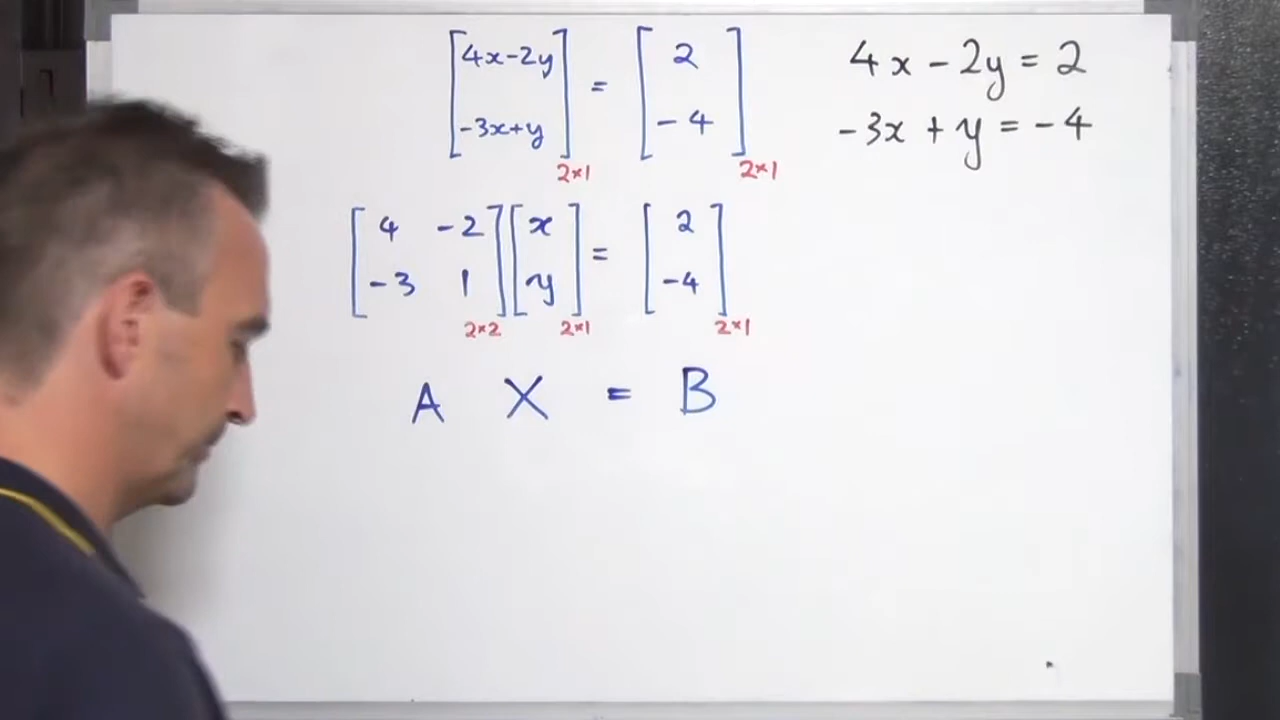 [4x-2y] = [2] 4x - 2y = 2
[-3x+y] 2×1 [-4] 2×1 -3x + y = -4
[4 -2] [x] = [2]
[-3 1] 2×2 [y] 2×1 [-4] 2×1
A X = B